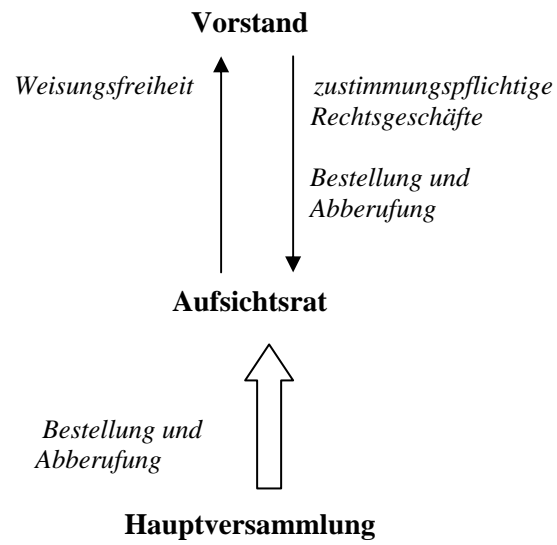 Vorstand
Weisungsfreiheit
zustimmungspflichtige
Rechtsgeschäfte
Bestellung und
Abberufung
Aufsichtsrat
Bestellung und
Abberufung
Hauptversammlung